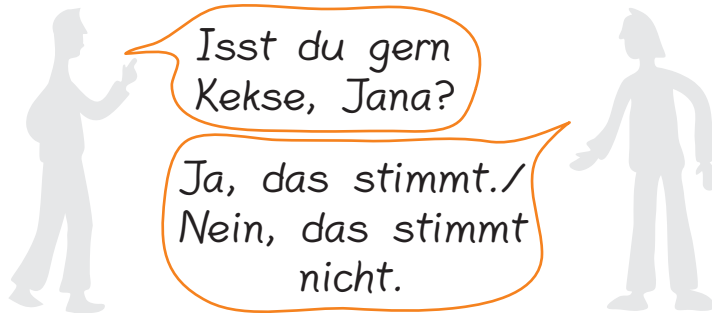 Isst du gern
Kekse, Jana?
Ja, das stimmt./
Nein, das stimmt
nicht.